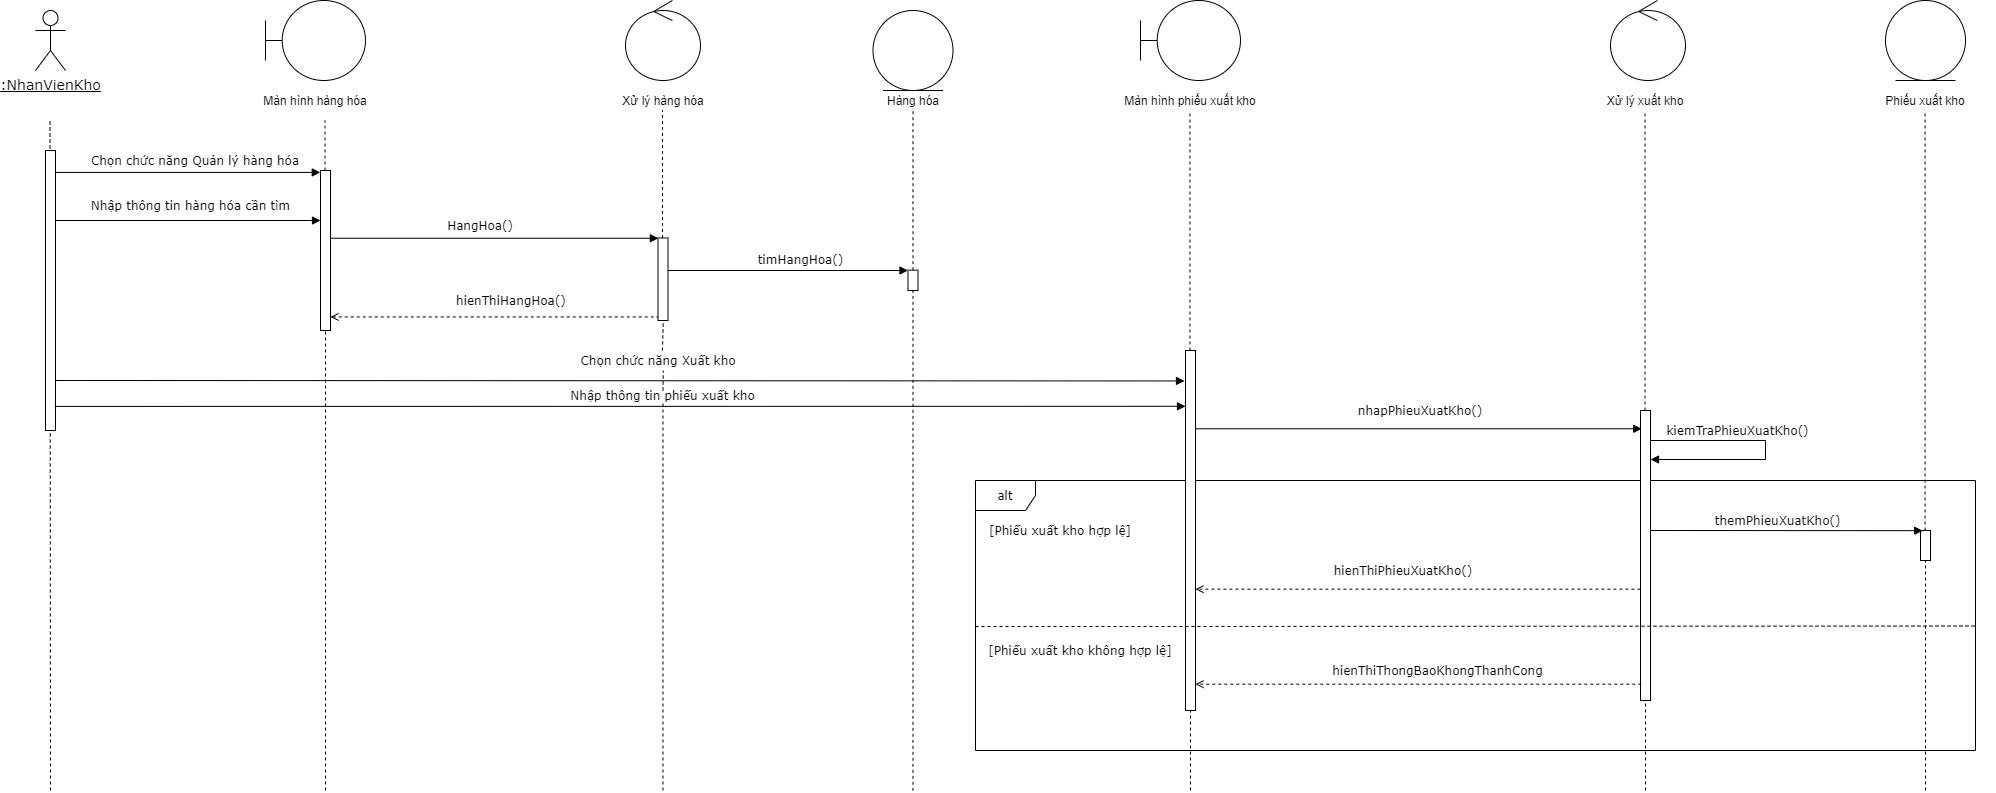 :NhanVienKho
Màn hình hàng hóa
Xử lý hàng hóa
Hàng hóa
Màn hình phiếu xuất kho
Xử lý xuất kho
Phiếu xuất kho
Chọn chức năng Quản lý hàng hóa
Nhập thông tin hàng hóa cần tìm
HangHoa()
timHangHoa()
hienThiHangHoa()
Chọn chức năng Xuất kho
Nhập thông tin phiếu xuất kho
nhapPhieuXuatKho()
kiemTraPhieuXuatKho()
alt
[Phiếu xuất kho hợp lệ]
themPhieuXuatKho()
hienThiPhieuXuatKho()
[Phiếu xuất kho không hợp lệ]
hienThiThongBaoKhongThanhCong